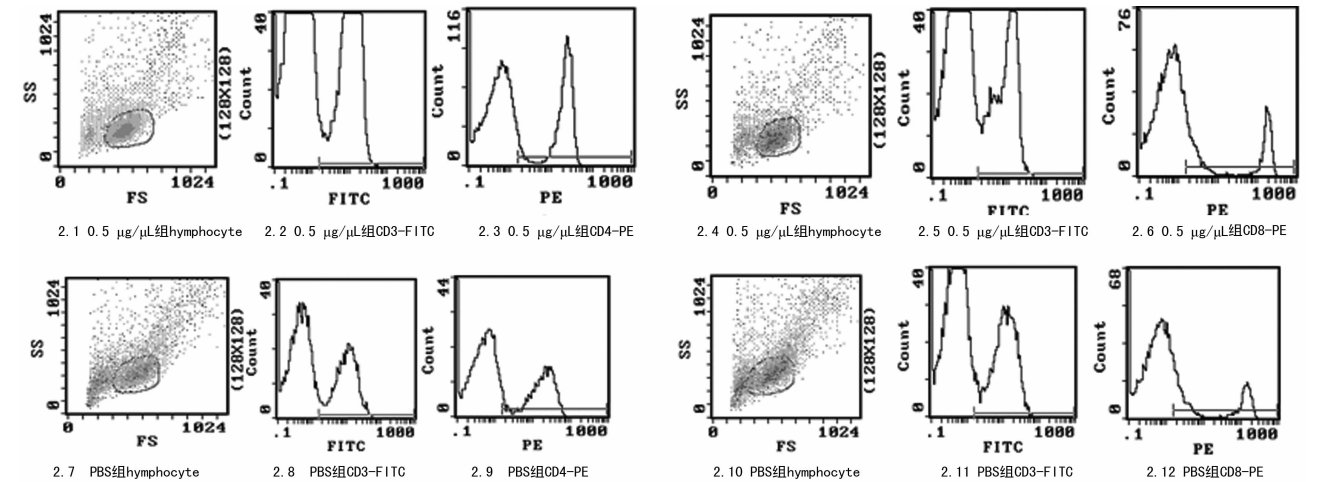 1024
SS
0
0
1024
FS
(128X128)
40
Count
0
.1
1000
FITC
116
Count
0
.1
1000
PE
1024
SS
0
0
1024
FS
(128X128)
40
Count
0
.1
1000
FITC
76
Count
0
.1
1000
PE
2.1 0.5 μg/μL组hymphocyte
2.2 0.5 μg/μL组CD3-FITC
2.3 0.5 μg/μL组CD4-PE
2.4 0.5 μg/μL组hymphocyte
2.5 0.5 μg/μL组CD3-FITC
2.6 0.5 μg/μL组CD8-PE
1024
SS
0
0
1024
FS
(128X128)
40
Count
0
.1
1000
FITC
44
Count
0
.1
1000
PE
1024
SS
0
0
1024
FS
(128X128)
40
Count
0
.1
1000
FITC
68
Count
0
.1
1000
PE
2.7 PBS组hymphocyte
2.8 PBS组CD3-FITC
2.9 PBS组CD4-PE
2.10 PBS组hymphocyte
2.11 PBS组CD3-FITC
2.12 PBS组CD8-PE